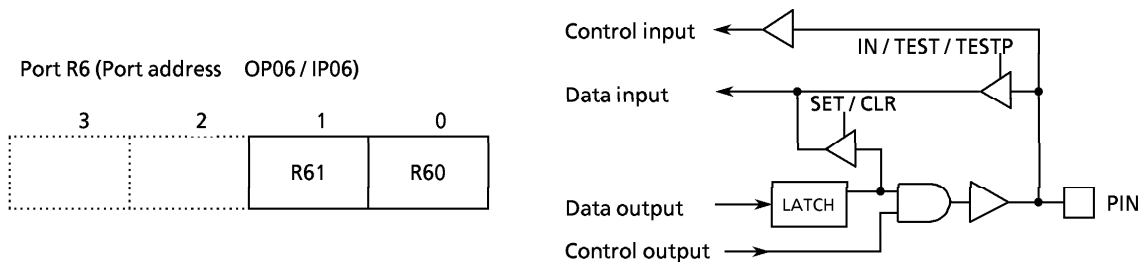 Port R6 (Port address OP06 / IP06)
3 2 1 0
R61 R60
Control input
IN / TEST / TESTP
Data input
SET / CLR
LATCH
PIN
Data output
Control output